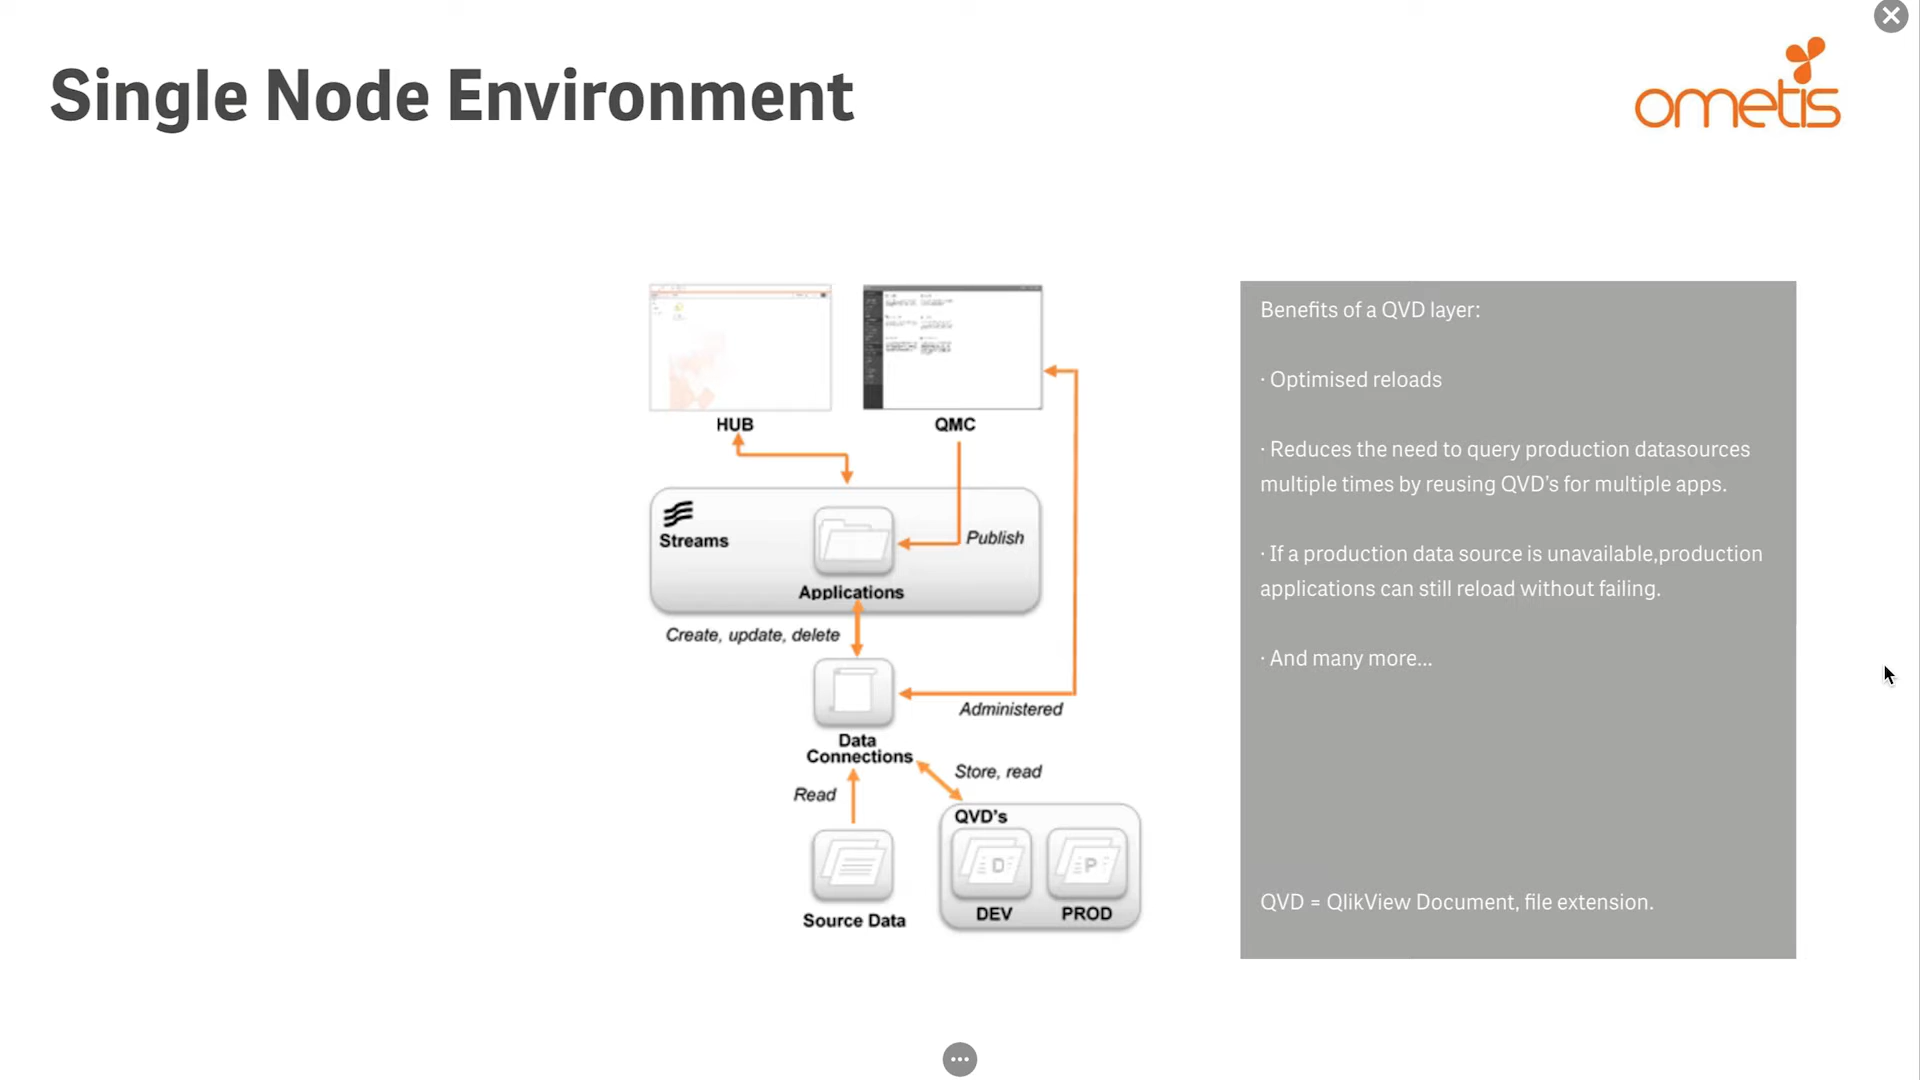 Single Node Environment
ometis
HUB
QMC
Streams
Publish
Applications
Create, update, delete
Administered
Data
Connections
Store, read
Read
QVD's
DEV
PROD
Source Data
Benefits of a QVD layer:
· Optimised reloads
· Reduces the need to query production datasources
multiple times by reusing QVD's for multiple apps.
· If a production data source is unavailable,production
applications can still reload without failing.
· And many more...
QVD = QlikView Document, file extension.
D
P